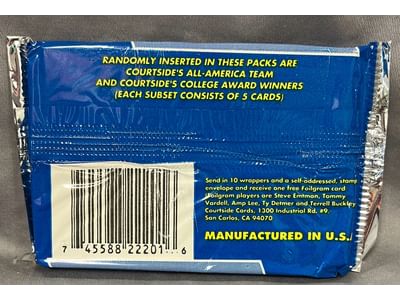 RANDOMLY INSERTED IN THESE PACKS ARE
COURTSIDE'S ALL-AMERICA TEAM
AND COURTSIDE'S COLLEGE AWARD WINNERS
(EACH SUBSET CONSISTS OF 5 CARDS)
Send in 10 wrappers and a self-addressed, stamp
envelope and receive one free Foilgram card
Foilgram players are Steve Emtman, Tommy
Vardell, Amp Lee, Ty Detmer and Terrell Buckley
Courtside Cards, 1300 Industrial Rd. #9,
San Carlos, CA 94070
MANUFACTURED IN U.S.A
7 45588 22201 6